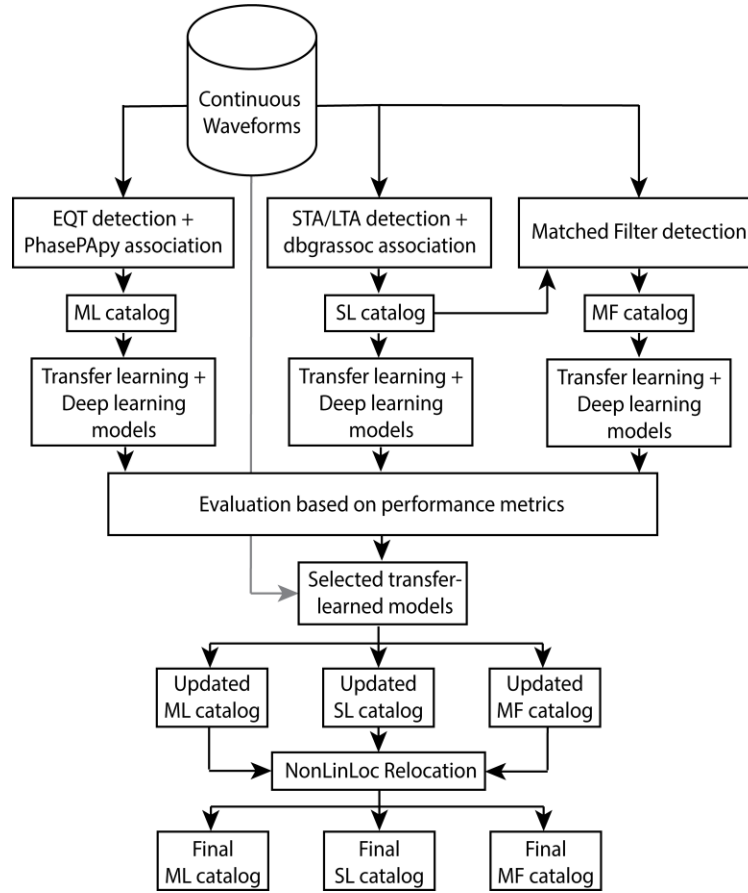 Continuous
Waveforms
EQT detection +
PhasePApy association
STA/LTA detection +
dbgrassoc association
Matched Filter detection
ML catalog
SL catalog
MF catalog
Transfer learning +
Deep learning
models
Transfer learning +
Deep learning
models
Transfer learning +
Deep learning
models
Evaluation based on performance metrics
Selected transfer-
learned models
Updated
ML catalog
Updated
SL catalog
Updated
MF catalog
NonLinLoc Relocation
Final
ML catalog
Final
SL catalog
Final
MF catalog